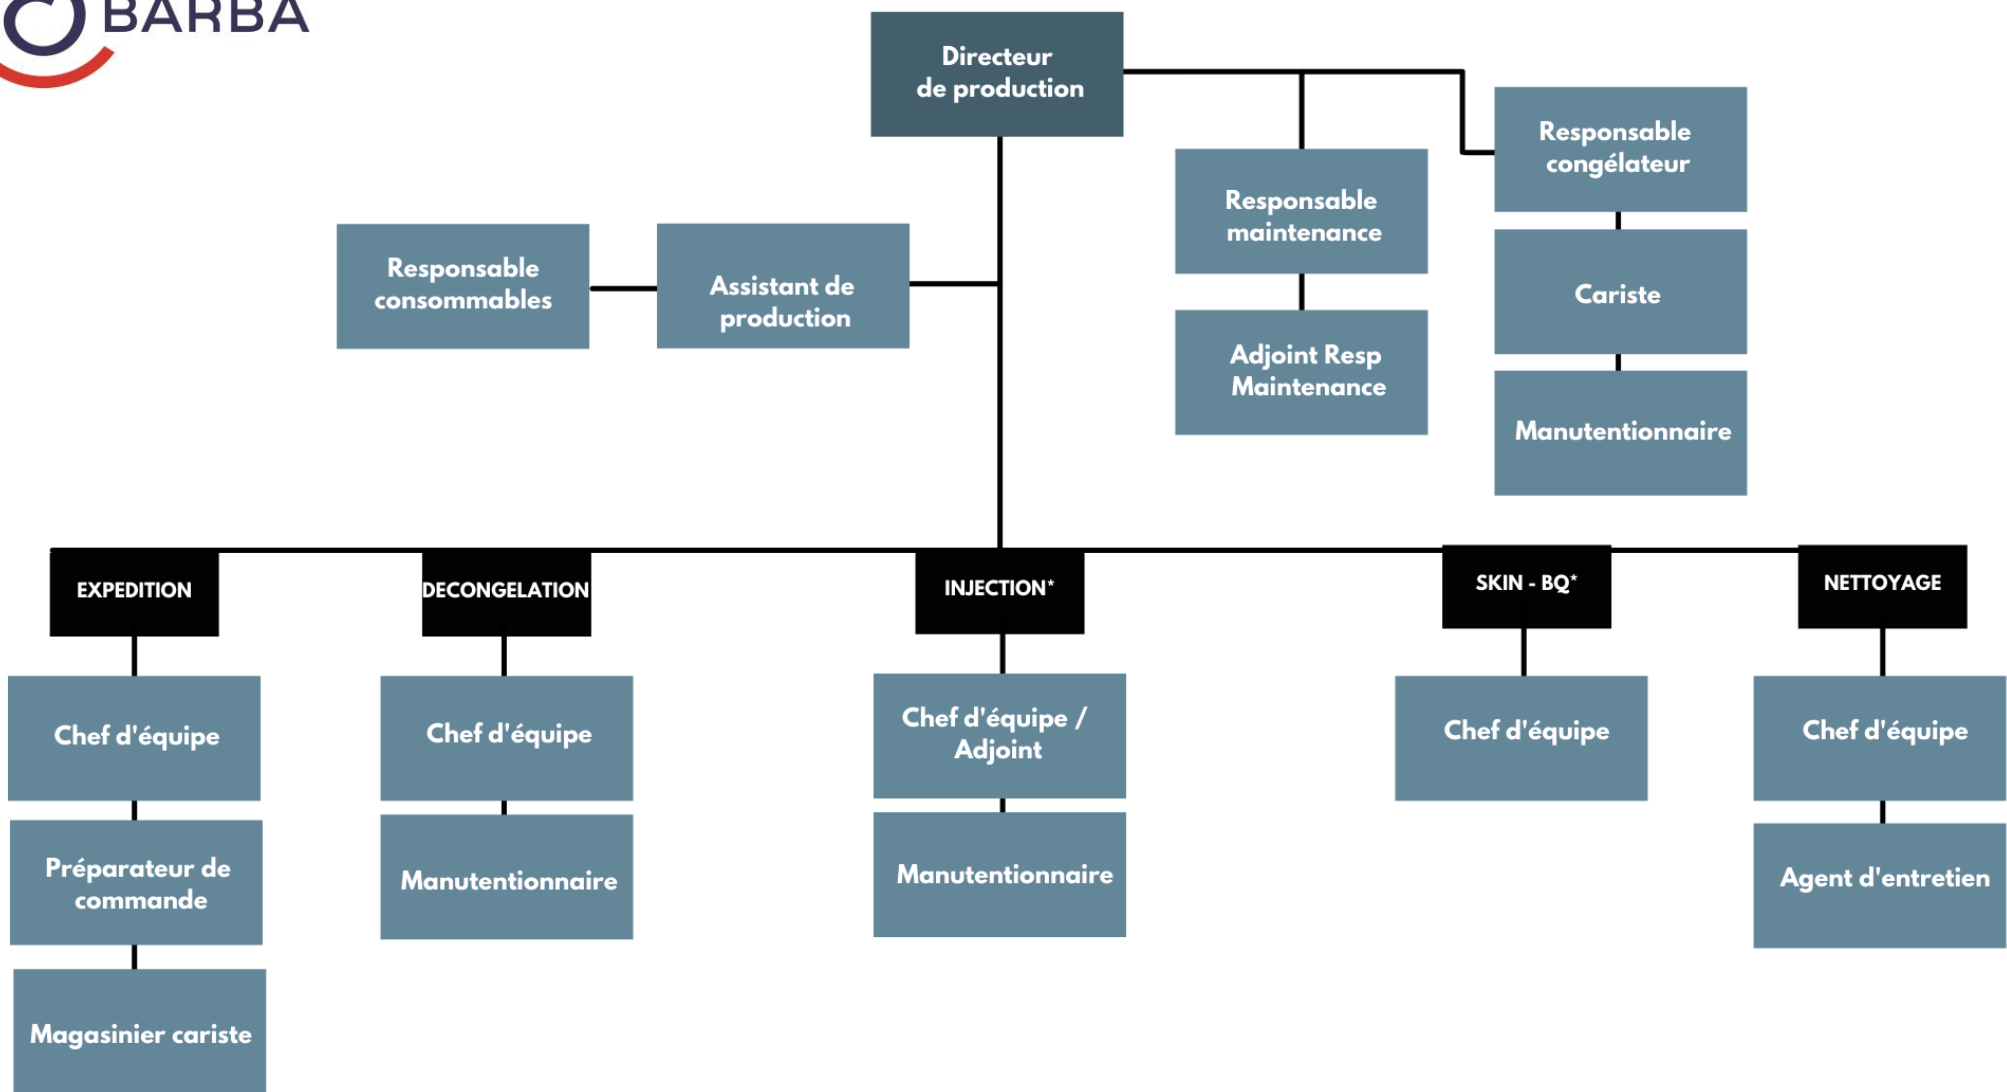 BARBA
Directeur
de production
Responsable
congélateur
Responsable
maintenance
Responsable
consommables
Assistant de
production
Cariste
Adjoint Resp
Maintenance
Manutentionnaire
EXPEDITION
DECONGELATION
INJECTION*
SKIN - BQ*
NETTOYAGE
Chef d'équipe
Chef d'équipe
Chef d'équipe /
Adjoint
Chef d'équipe
Chef d'équipe
Préparateur de
commande
Manutentionnaire
Manutentionnaire
Agent d'entretien
Magasinier cariste